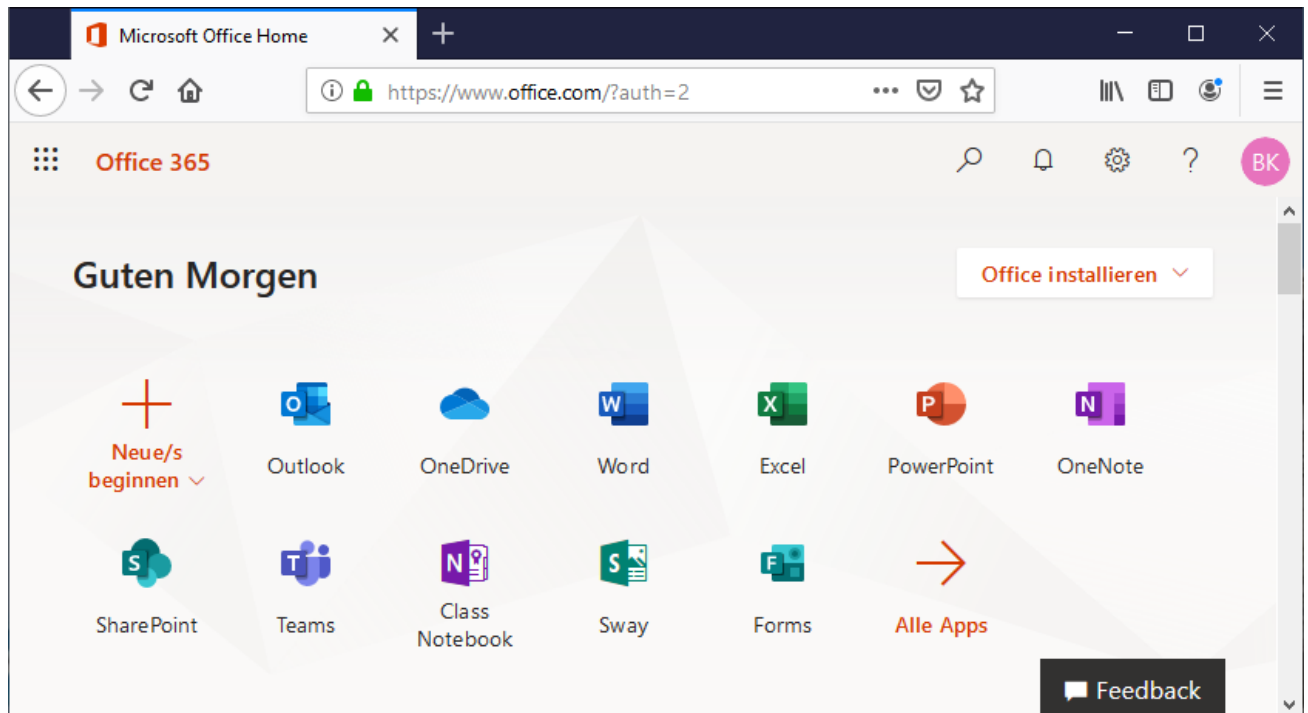 Microsoft Office Home
https://www.office.com/?auth=2
Office 365
BK
Guten Morgen
Office installieren
Neue/s
beginnen
Outlook
OneDrive
Word
Excel
PowerPoint
OneNote
SharePoint
Teams
Class
Notebook
Sway
Forms
Alle Apps
Feedback